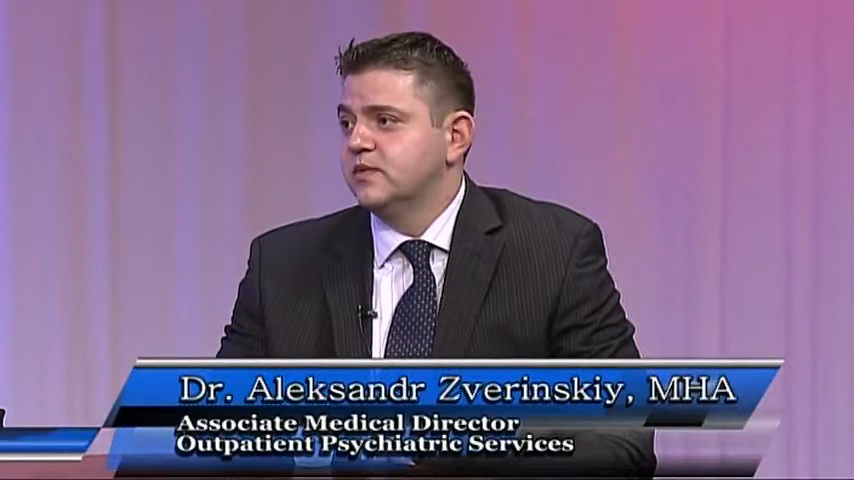 Dr. Aleksandr Zverinskiy, MHA
Associate Medical Director
Outpatient Psychiatric Services